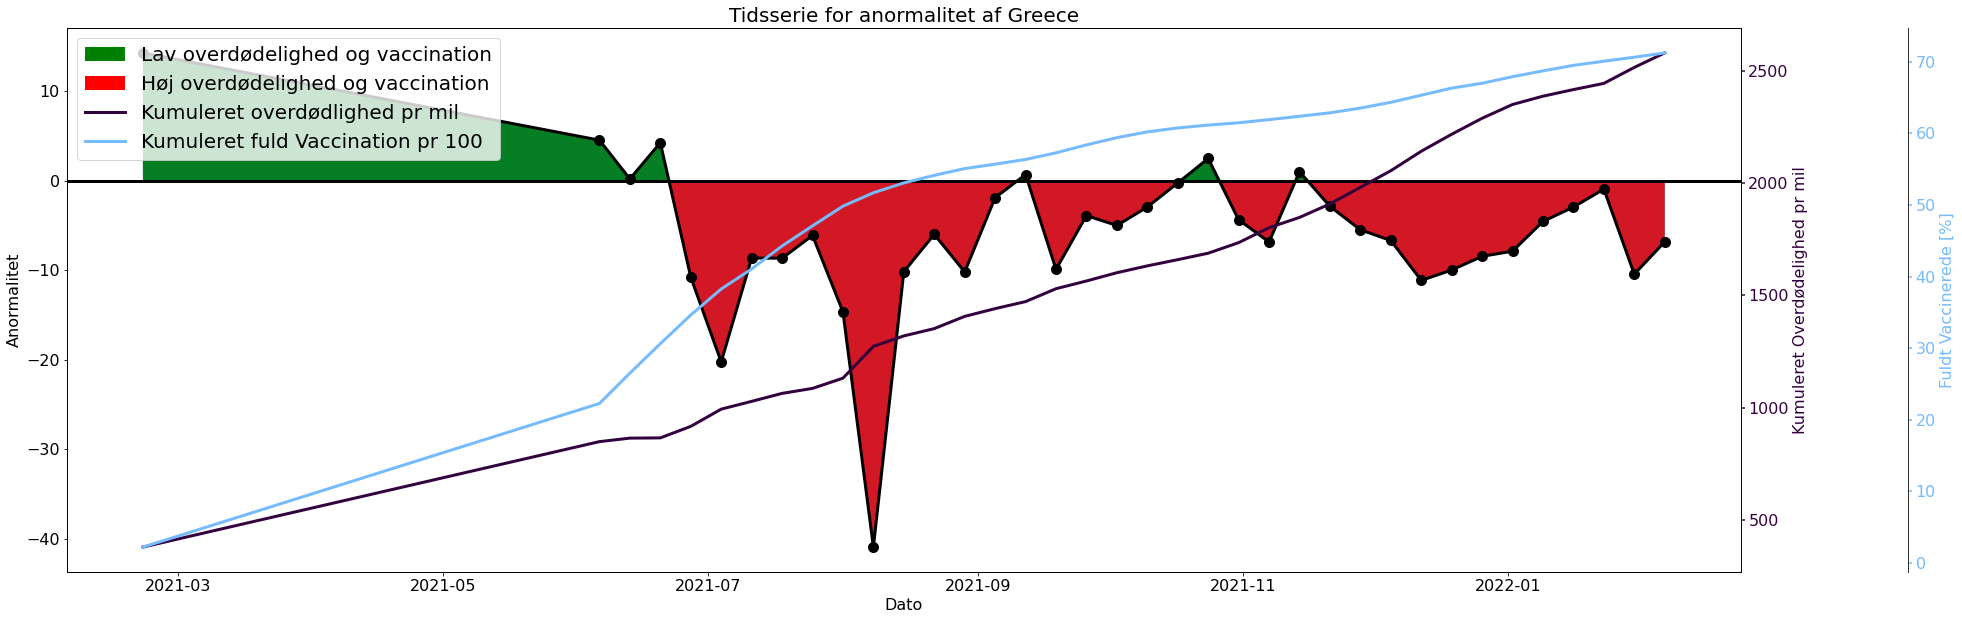 Tidsserie for anormalitet af Greece
Lav overdødelighed og vaccination
Høj overdødelighed og vaccination
Kumuleret overdødlighed pr mil
Kumuleret fuld Vaccination pr 100
Anormalitet
10
0
−10
−20
−30
−40
2021-03
2021-05
2021-07
2021-09
2021-11
2022-01
Dato
2500
2000
1500
1000
500
Kumuleret Overdødelighed pr mil
70
60
50
40
30
20
10
0
Fuldt Vaccinerede [%]